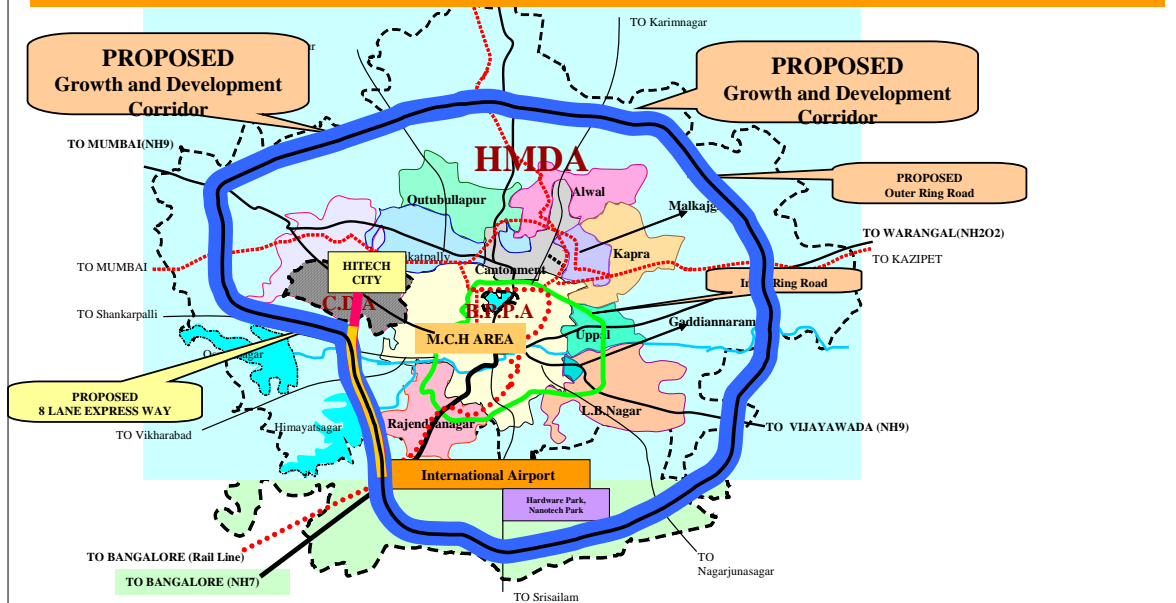 TO Karimnagar
PROPOSED
Growth and Development
Corridor
PROPOSED
Growth and Development
Corridor
TO MUMBAI(NH9)
HMDA
PROPOSED
Outer Ring Road
Qutubullapur
Alwal
Malkajg
TO WARANGAL(NH2O2)
TO KAZIPET
Kapra
TO MUMBAI
HITECH
CITY
Cantonment
Ring Road
C.D.A
TO Shankarpalli
Gaddiannaram
M.C.H AREA
Uppal
PROPOSED
8 LANE EXPRESS WAY
L.B.Nagar
TO Vikharabad
Himayatsagar
TO VIJAYAWADA (NH9)
International Airport
Hardware Park,
Nanotech Park
TO BANGALORE (Rail Line)
TO BANGALORE (NH7)
TO
Nagarjunasagar
TO Srisailam